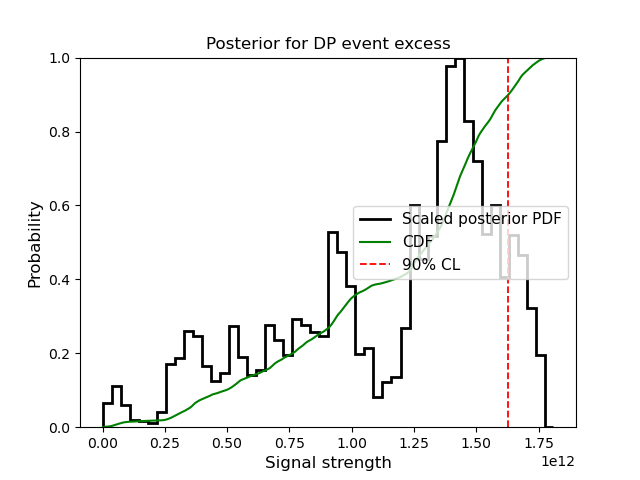 Posterior for DP event excess
Probability
1.0
0.8
0.6
0.4
0.2
0.0
Scaled posterior PDF
CDF
90% CL
0.00 0.25 0.50 0.75 1.00 1.25 1.50 1.75
1e12
Signal strength